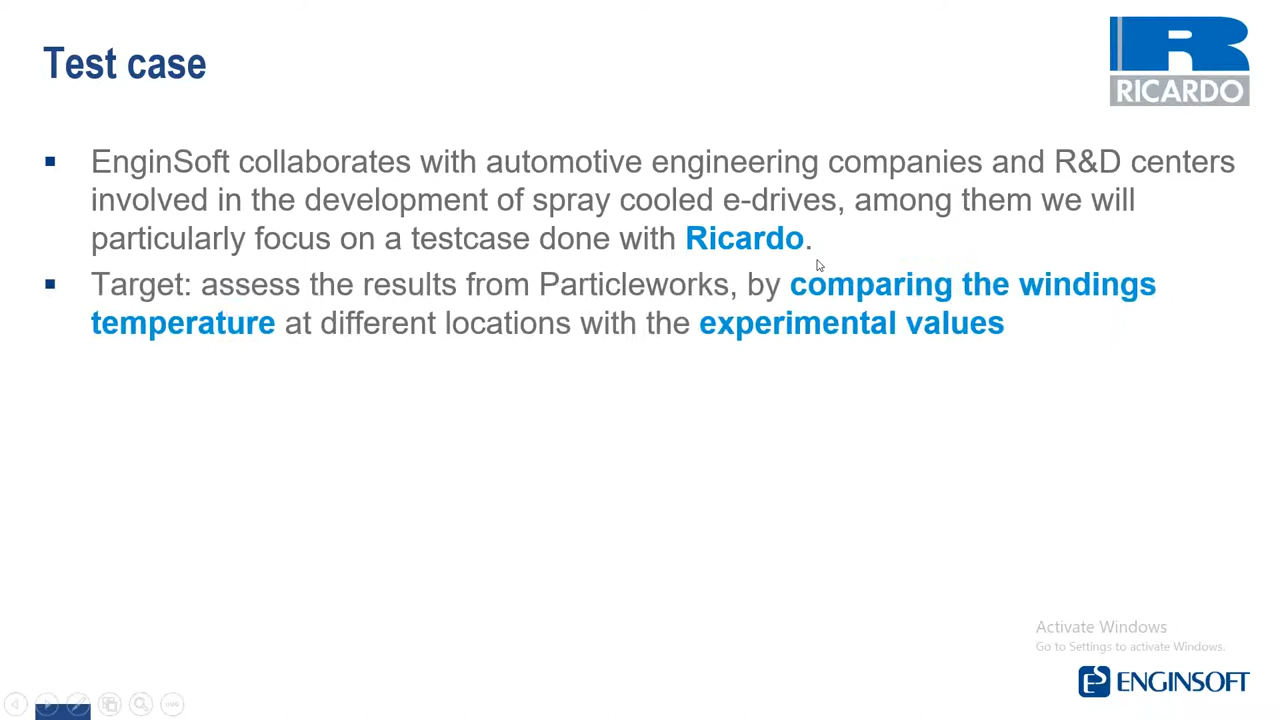 Test case
RICARDO
▪ EnginSoft collaborates with automotive engineering companies and R&D centers
involved in the development of spray cooled e-drives, among them we will
particularly focus on a testcase done with Ricardo.
▪ Target: assess the results from Particleworks, by comparing the windings
temperature at different locations with the experimental values
Activate Windows
Go to Settings to activate Windows.
ENGINSOFT